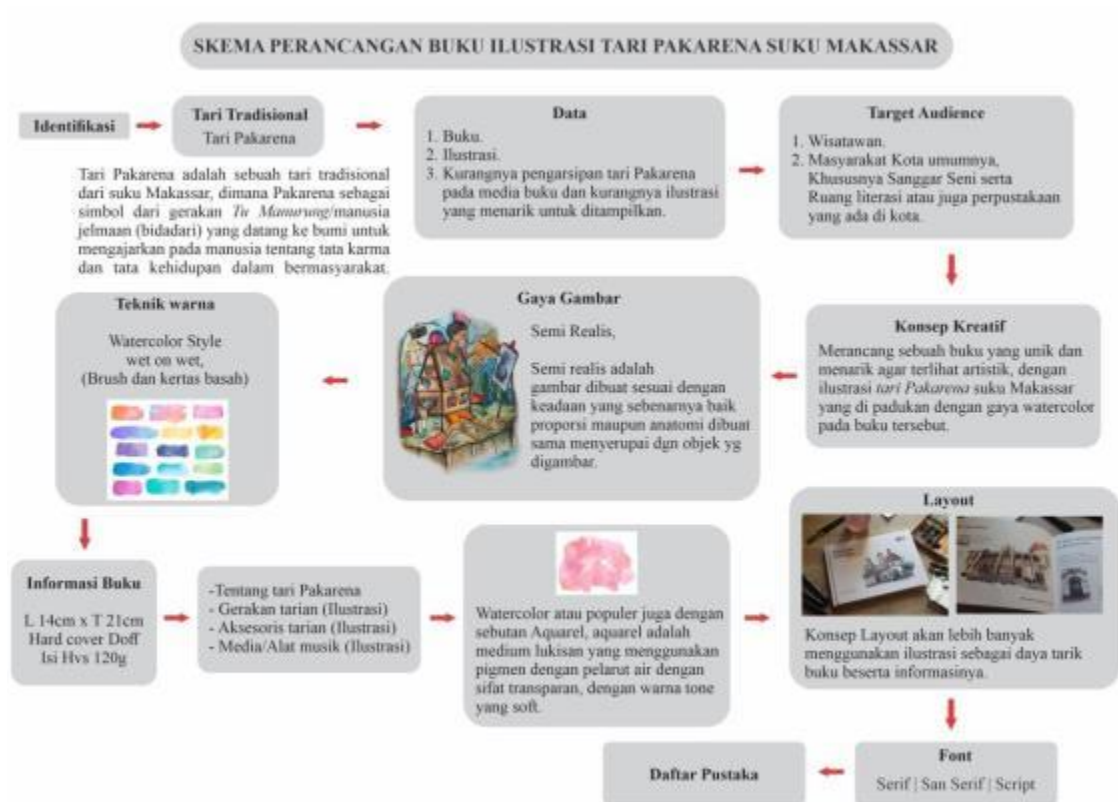 SKEMA PERANCANGAN BUKU ILUSTRASI TARI PAKARENA SUKU MAKASSAR
Identifikasi
Tari Tradisional
Tari Pakarena
Tari Pakarena adalah sebuah tari tradisional
dari suku Makassar, dimana Pakarena sebagai
simbol dari gerakan Tu Manurung/manusia
jelmaan (bidadari) yang datang ke bumi untuk
mengajarkan pada manusia tentang tata karma
dan tata kehidupan dalam bermasyarakat.
Data
1. Buku.
2. Ilustrasi.
3. Kurangnya pengarsipan tari Pakarena
pada media buku dan kurangnya ilustrasi
yang menarik untuk ditampilkan.
Target Audience
1. Wisatawan.
2. Masyarakat Kota umumnya,
Khususnya Sanggar Seni serta
Ruang literasi atau juga perpustakaan
yang ada di kota.
Konsep Kreatif
Merancang sebuah buku yang unik dan
menarik agar terlihat artistik, dengan
ilustrasi tari Pakarena suku Makassar
yang di padukan dengan gaya watercolor
pada buku tersebut.
Gaya Gambar
Semi Realis,
Semi realis adalah
gambar dibuat sesuai dengan
keadaan yang sebenarnya baik
proporsi maupun anatomi dibuat
sama menyerupai dgn objek yg
digambar.
Teknik warna
Watercolor Style
wet on wet,
(Brush dan kertas basah)
Informasi Buku
L 14cm x T 21cm
Hard cover Doff
Isi Hvs 120g
-Tentang tari Pakarena
- Gerakan tarian (Ilustrasi)
- Aksesoris tarian (Ilustrasi)
- Media/Alat musik (Ilustrasi)
Watercolor atau populer juga dengan
sebutan Aquarel, aquarel adalah
medium lukisan yang menggunakan
pigmen dengan pelarut air dengan
sifat transparan, dengan warna tone
yang soft.
Layout
Konsep Layout akan lebih banyak
menggunakan ilustrasi sebagai daya tarik
buku beserta informasinya.
Font
Serif | San Serif | Script
Daftar Pustaka